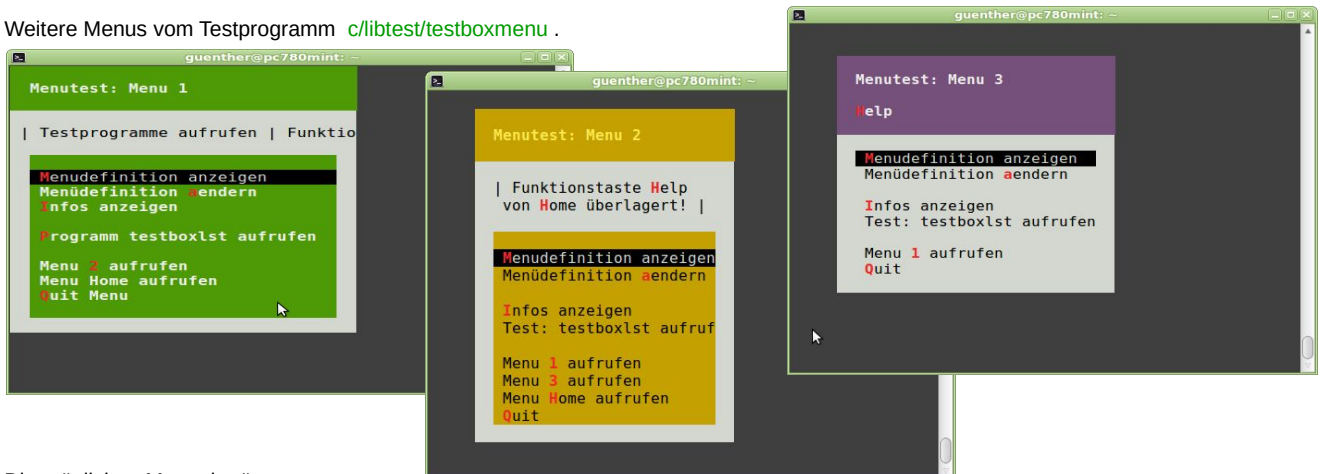 Weitere Menus vom Testprogramm c/libtest/testboxmenu .
guenther@pc780mint: ~
Menutest: Menu 1
| Testprogramme aufrufen | Funktio
Menudefinition anzeigen
Menüdefinition aendern
Infos anzeigen
Programm testboxlst aufrufen
Menu 2 aufrufen
Menu Home aufrufen
Quit Menu
guenther@pc780mint: ~
Menutest: Menu 2
| Funktionstaste Help
von Home überlagert! |
Menudefinition anzeigen
Menüdefinition aendern
Infos anzeigen
Test: testboxlst aufruf
Menu 1 aufrufen
Menu 3 aufrufen
Menu Home aufrufen
Quit
guenther@pc780mint: ~
Menutest: Menu 3
Help
Menudefinition anzeigen
Menüdefinition aendern
Infos anzeigen
Test: testboxlst aufrufen
Menu 1 aufrufen
Quit